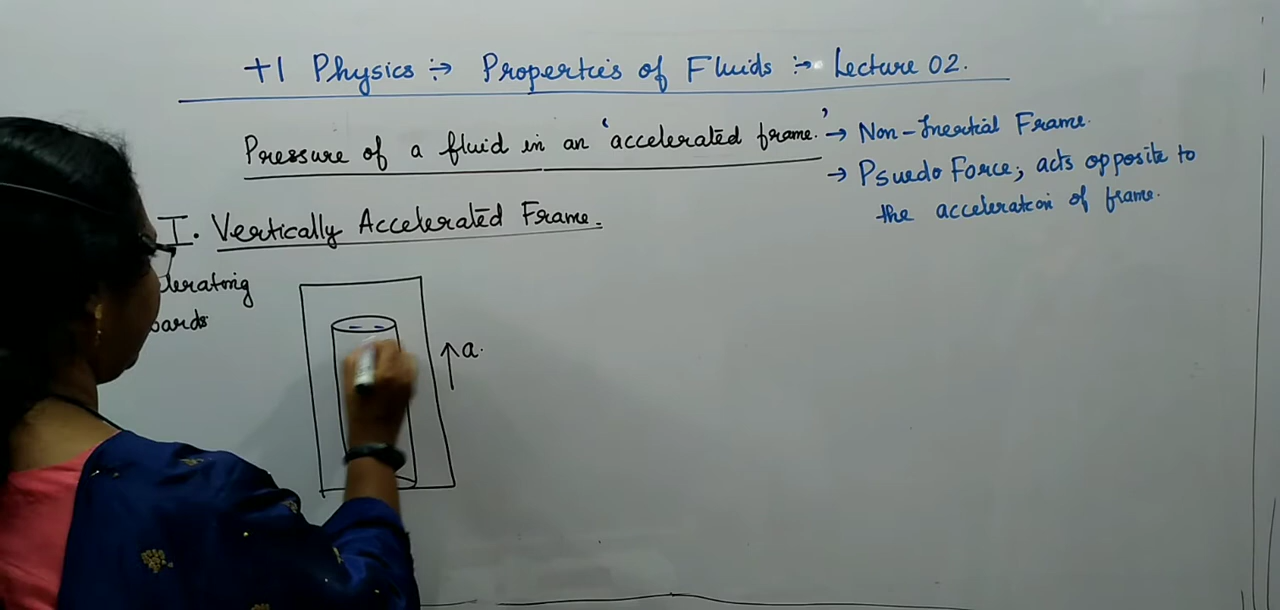 +1 Physics :→ Properties of Fluids :→ Lecture 02.
Pressure of a fluid in an 'accelerated frame.' → Non-Inertial Frame.
→ Psuedo Force; acts opposite to
the acceleration of frame.
I. Vertically Accelerated Frame.
a.